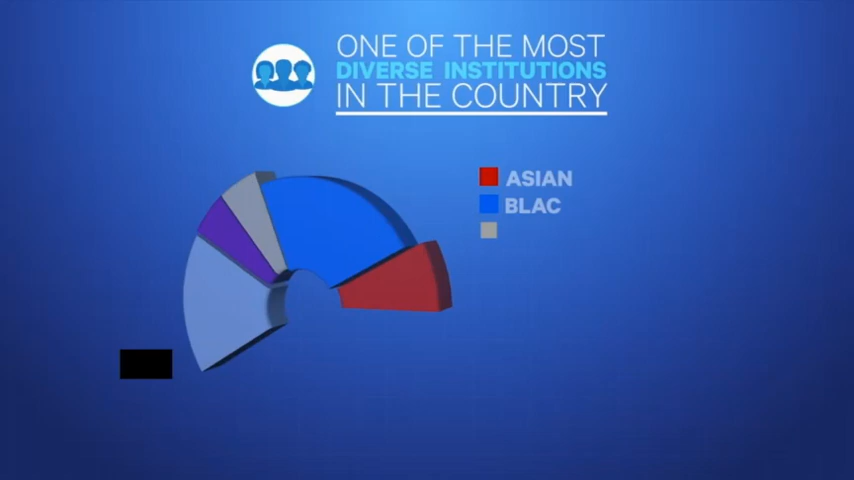 ONE OF THE MOST
DIVERSE INSTITUTIONS
IN THE COUNTRY
ASIAN
BLAC